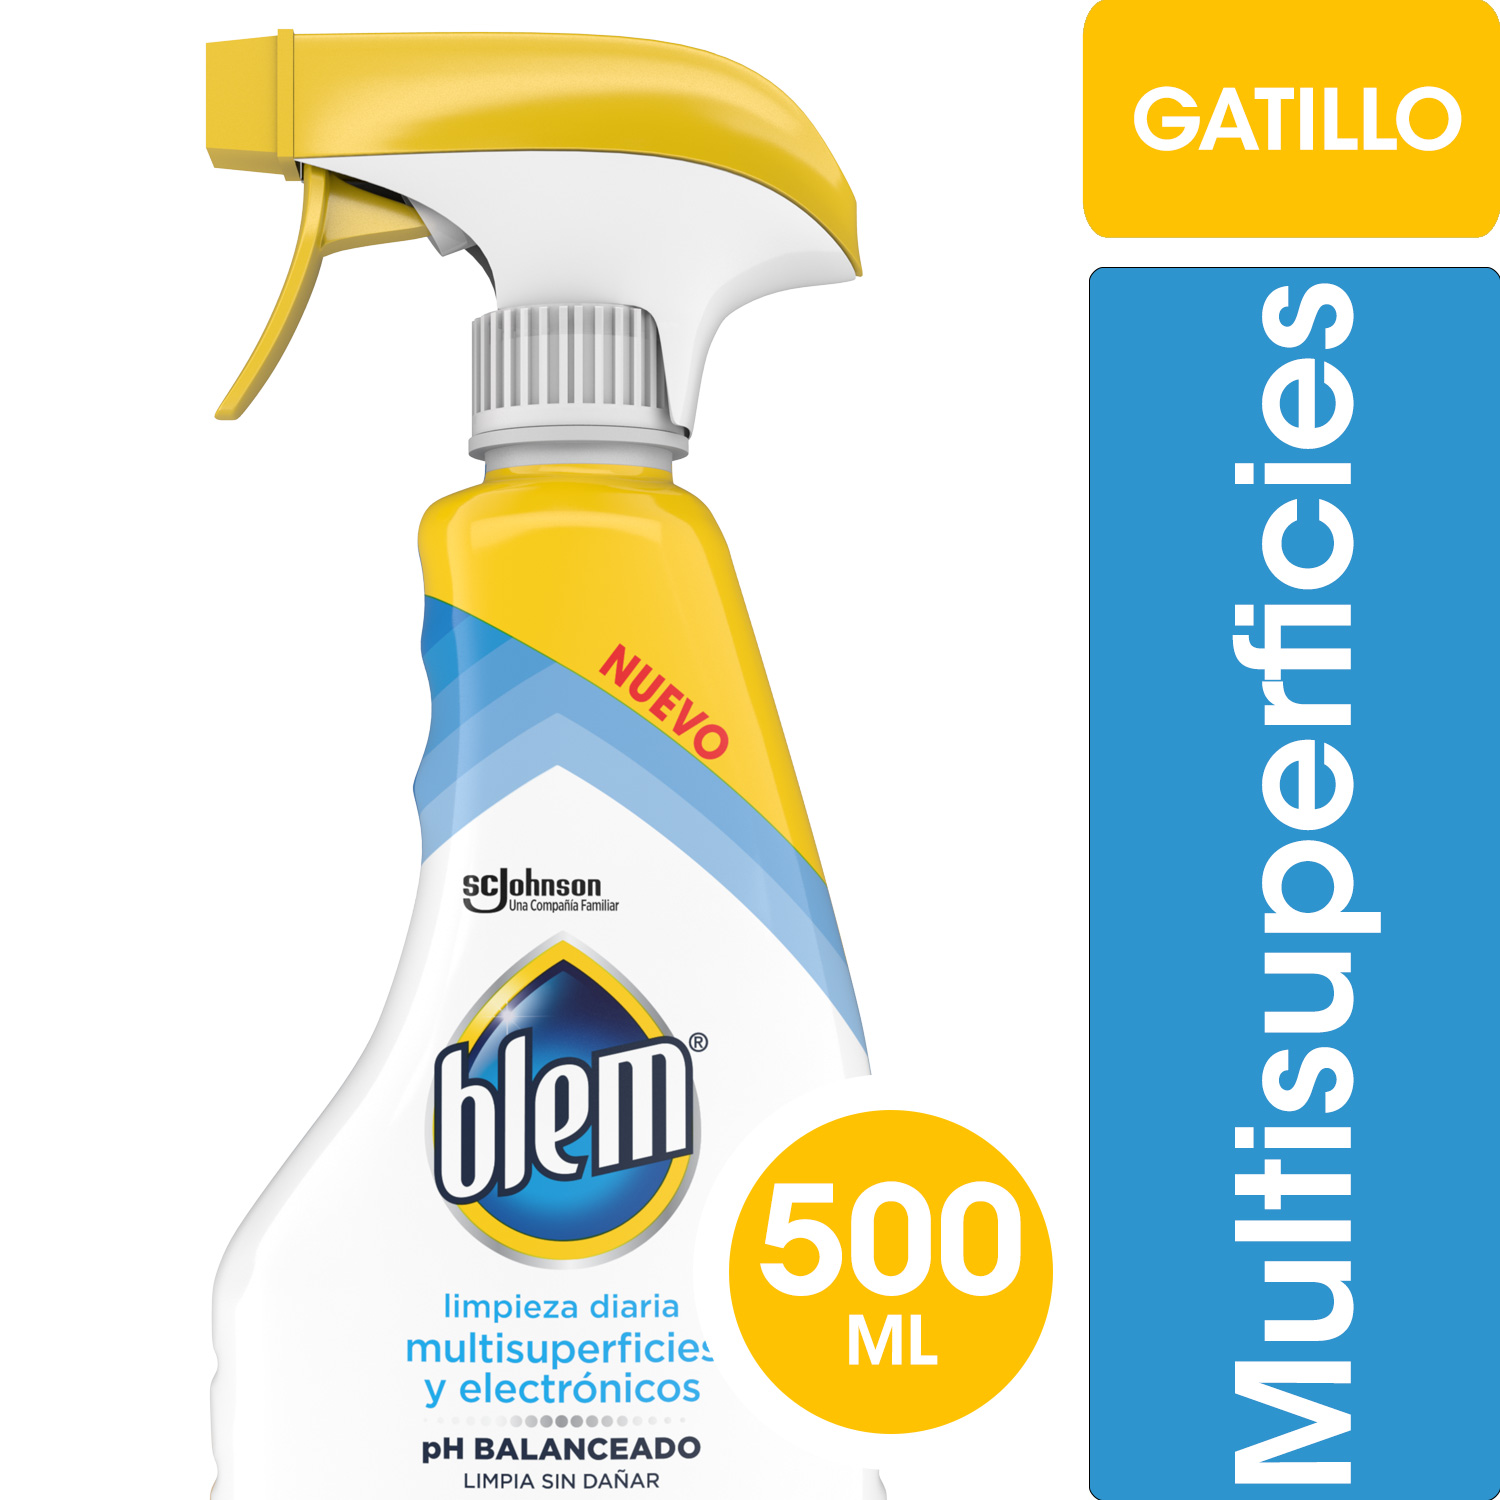 GATILLO
Multisuperficies
NUEVO
scJohnson
Una Compañía Familiar
blem®
limpieza diaria
multisuperficies
y electrónicos
pH BALANCEADO
LIMPIA SIN DAÑAR
500
ML